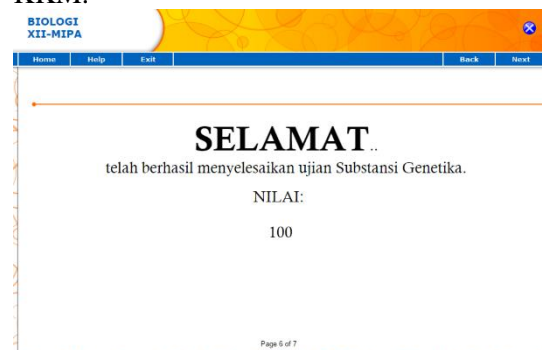 KKM.
BIOLOGI
XII-MIPA
Home Help Exit Back Next
SELAMAT..
telah berhasil menyelesaikan ujian Substansi Genetika.
NILAI:
100
Page 6 of 7